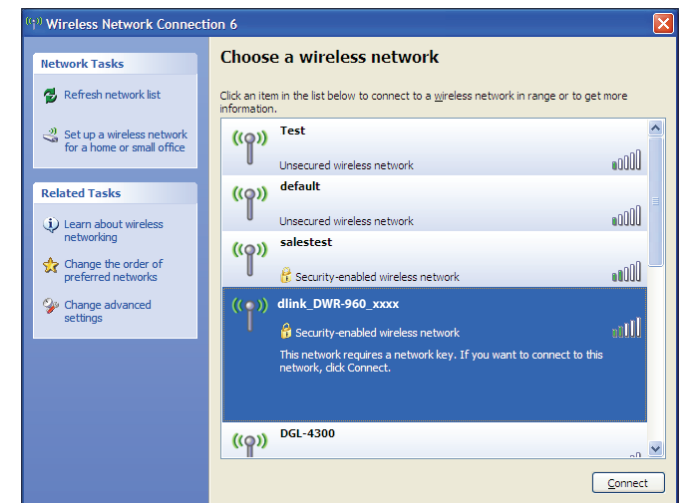 Wireless Network Connection 6
Network Tasks
Refresh network list
Set up a wireless network
for a home or small office
Related Tasks
Learn about wireless
networking
Change the order of
preferred networks
Change advanced
settings
Choose a wireless network
Click an item in the list below to connect to a wireless network in range or to get more
information.
Test
Unsecured wireless network
default
Unsecured wireless network
salestest
Security-enabled wireless network
dlink_DWR-960_xxxx
Security-enabled wireless network
This network requires a network key. If you want to connect to this
network, click Connect.
DGL-4300
Connect